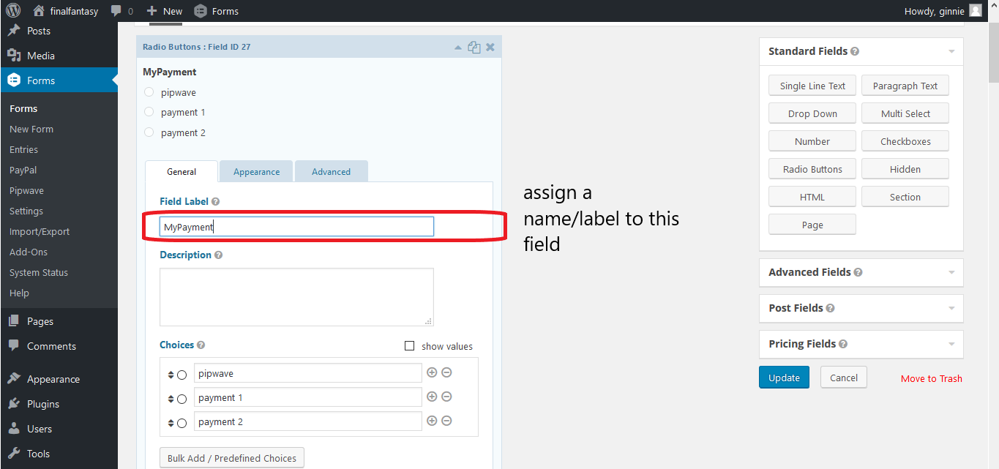 finalfantasy
0
New
Forms
Howdy, ginnie
Posts
Media
Forms
Forms
New Form
Entries
PayPal
Pipwave
Settings
Import/Export
Add-Ons
System Status
Help
Pages
Comments
Appearance
Plugins
Users
Tools
Radio Buttons : Field ID 27
MyPayment
pipwave
payment 1
payment 2
General
Appearance
Advanced
Field Label
MyPayment
Description
Choices
show values
pipwave
payment 1
payment 2
Bulk Add / Predefined Choices
assign a
name/label to this
field
Standard Fields
Single Line Text
Paragraph Text
Drop Down
Multi Select
Number
Checkboxes
Radio Buttons
Hidden
HTML
Section
Page
Advanced Fields
Post Fields
Pricing Fields
Update
Cancel
Move to Trash